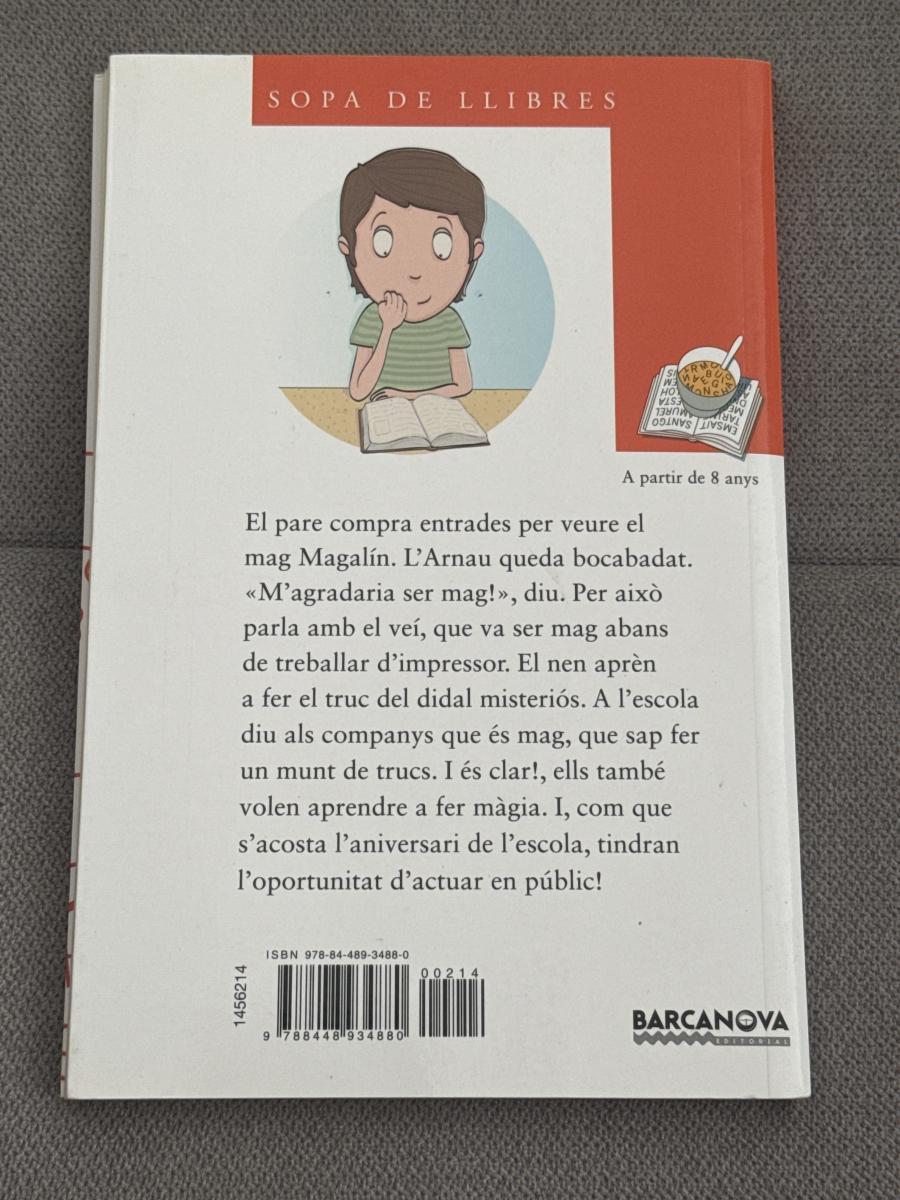 SOPA DE LLIBRES
A partir de 8 anys
El pare compra entrades per veure el
mag Magalín. L’Arnau queda bocabadat.
«M’agradaria ser mag!», diu. Per això
parla amb el veí, que va ser mag abans
de treballar d’impressor. El nen aprèn
a fer el truc del didal misteriós. A l’escola
diu als companys que és mag, que sap fer
un munt de trucs. I és clar!, ells també
volen aprendre a fer màgia. I, com que
s’acosta l’aniversari de l’escola, tindran
l’oportunitat d’actuar en públic!
1456214
ISBN 978-84-489-3488-0
00214
9 788448 934880
BARCANOVA
EDITORIAL